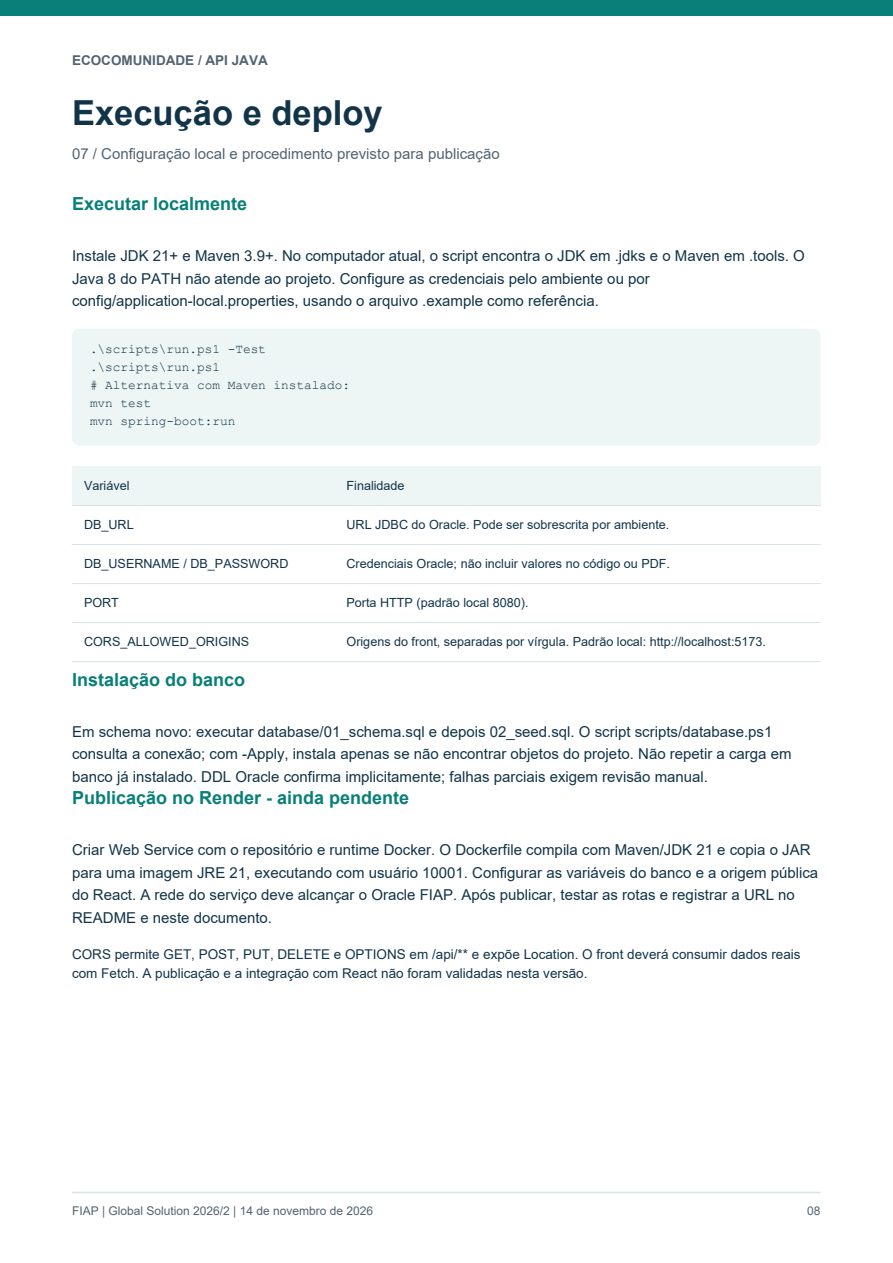 ECOCOMUNIDADE / API JAVA
Execução e deploy
07 / Configuração local e procedimento previsto para publicação
Executar localmente
Instale JDK 21+ e Maven 3.9+. No computador atual, o script encontra o JDK em .jdks e o Maven em .tools. O
Java 8 do PATH não atende ao projeto. Configure as credenciais pelo ambiente ou por
config/application-local.properties, usando o arquivo .example como referência.
.\scripts\run.ps1 -Test
.\scripts\run.ps1
# Alternativa com Maven instalado:
mvn test
mvn spring-boot:run
Variável Finalidade
DB_URL URL JDBC do Oracle. Pode ser sobrescrita por ambiente.
DB_USERNAME / DB_PASSWORD Credenciais Oracle; não incluir valores no código ou PDF.
PORT Porta HTTP (padrão local 8080).
CORS_ALLOWED_ORIGINS Origens do front, separadas por vírgula. Padrão local: http://localhost:5173.
Instalação do banco
Em schema novo: executar database/01_schema.sql e depois 02_seed.sql. O script scripts/database.ps1
consulta a conexão; com -Apply, instala apenas se não encontrar objetos do projeto. Não repetir a carga em
banco já instalado. DDL Oracle confirma implicitamente; falhas parciais exigem revisão manual.
Publicação no Render - ainda pendente
Criar Web Service com o repositório e runtime Docker. O Dockerfile compila com Maven/JDK 21 e copia o JAR
para uma imagem JRE 21, executando com usuário 10001. Configurar as variáveis do banco e a origem pública
do React. A rede do serviço deve alcançar o Oracle FIAP. Após publicar, testar as rotas e registrar a URL no
README e neste documento.
CORS permite GET, POST, PUT, DELETE e OPTIONS em /api/** e expõe Location. O front deverá consumir dados reais
com Fetch. A publicação e a integração com React não foram validadas nesta versão.
FIAP | Global Solution 2026/2 | 14 de novembro de 2026 08